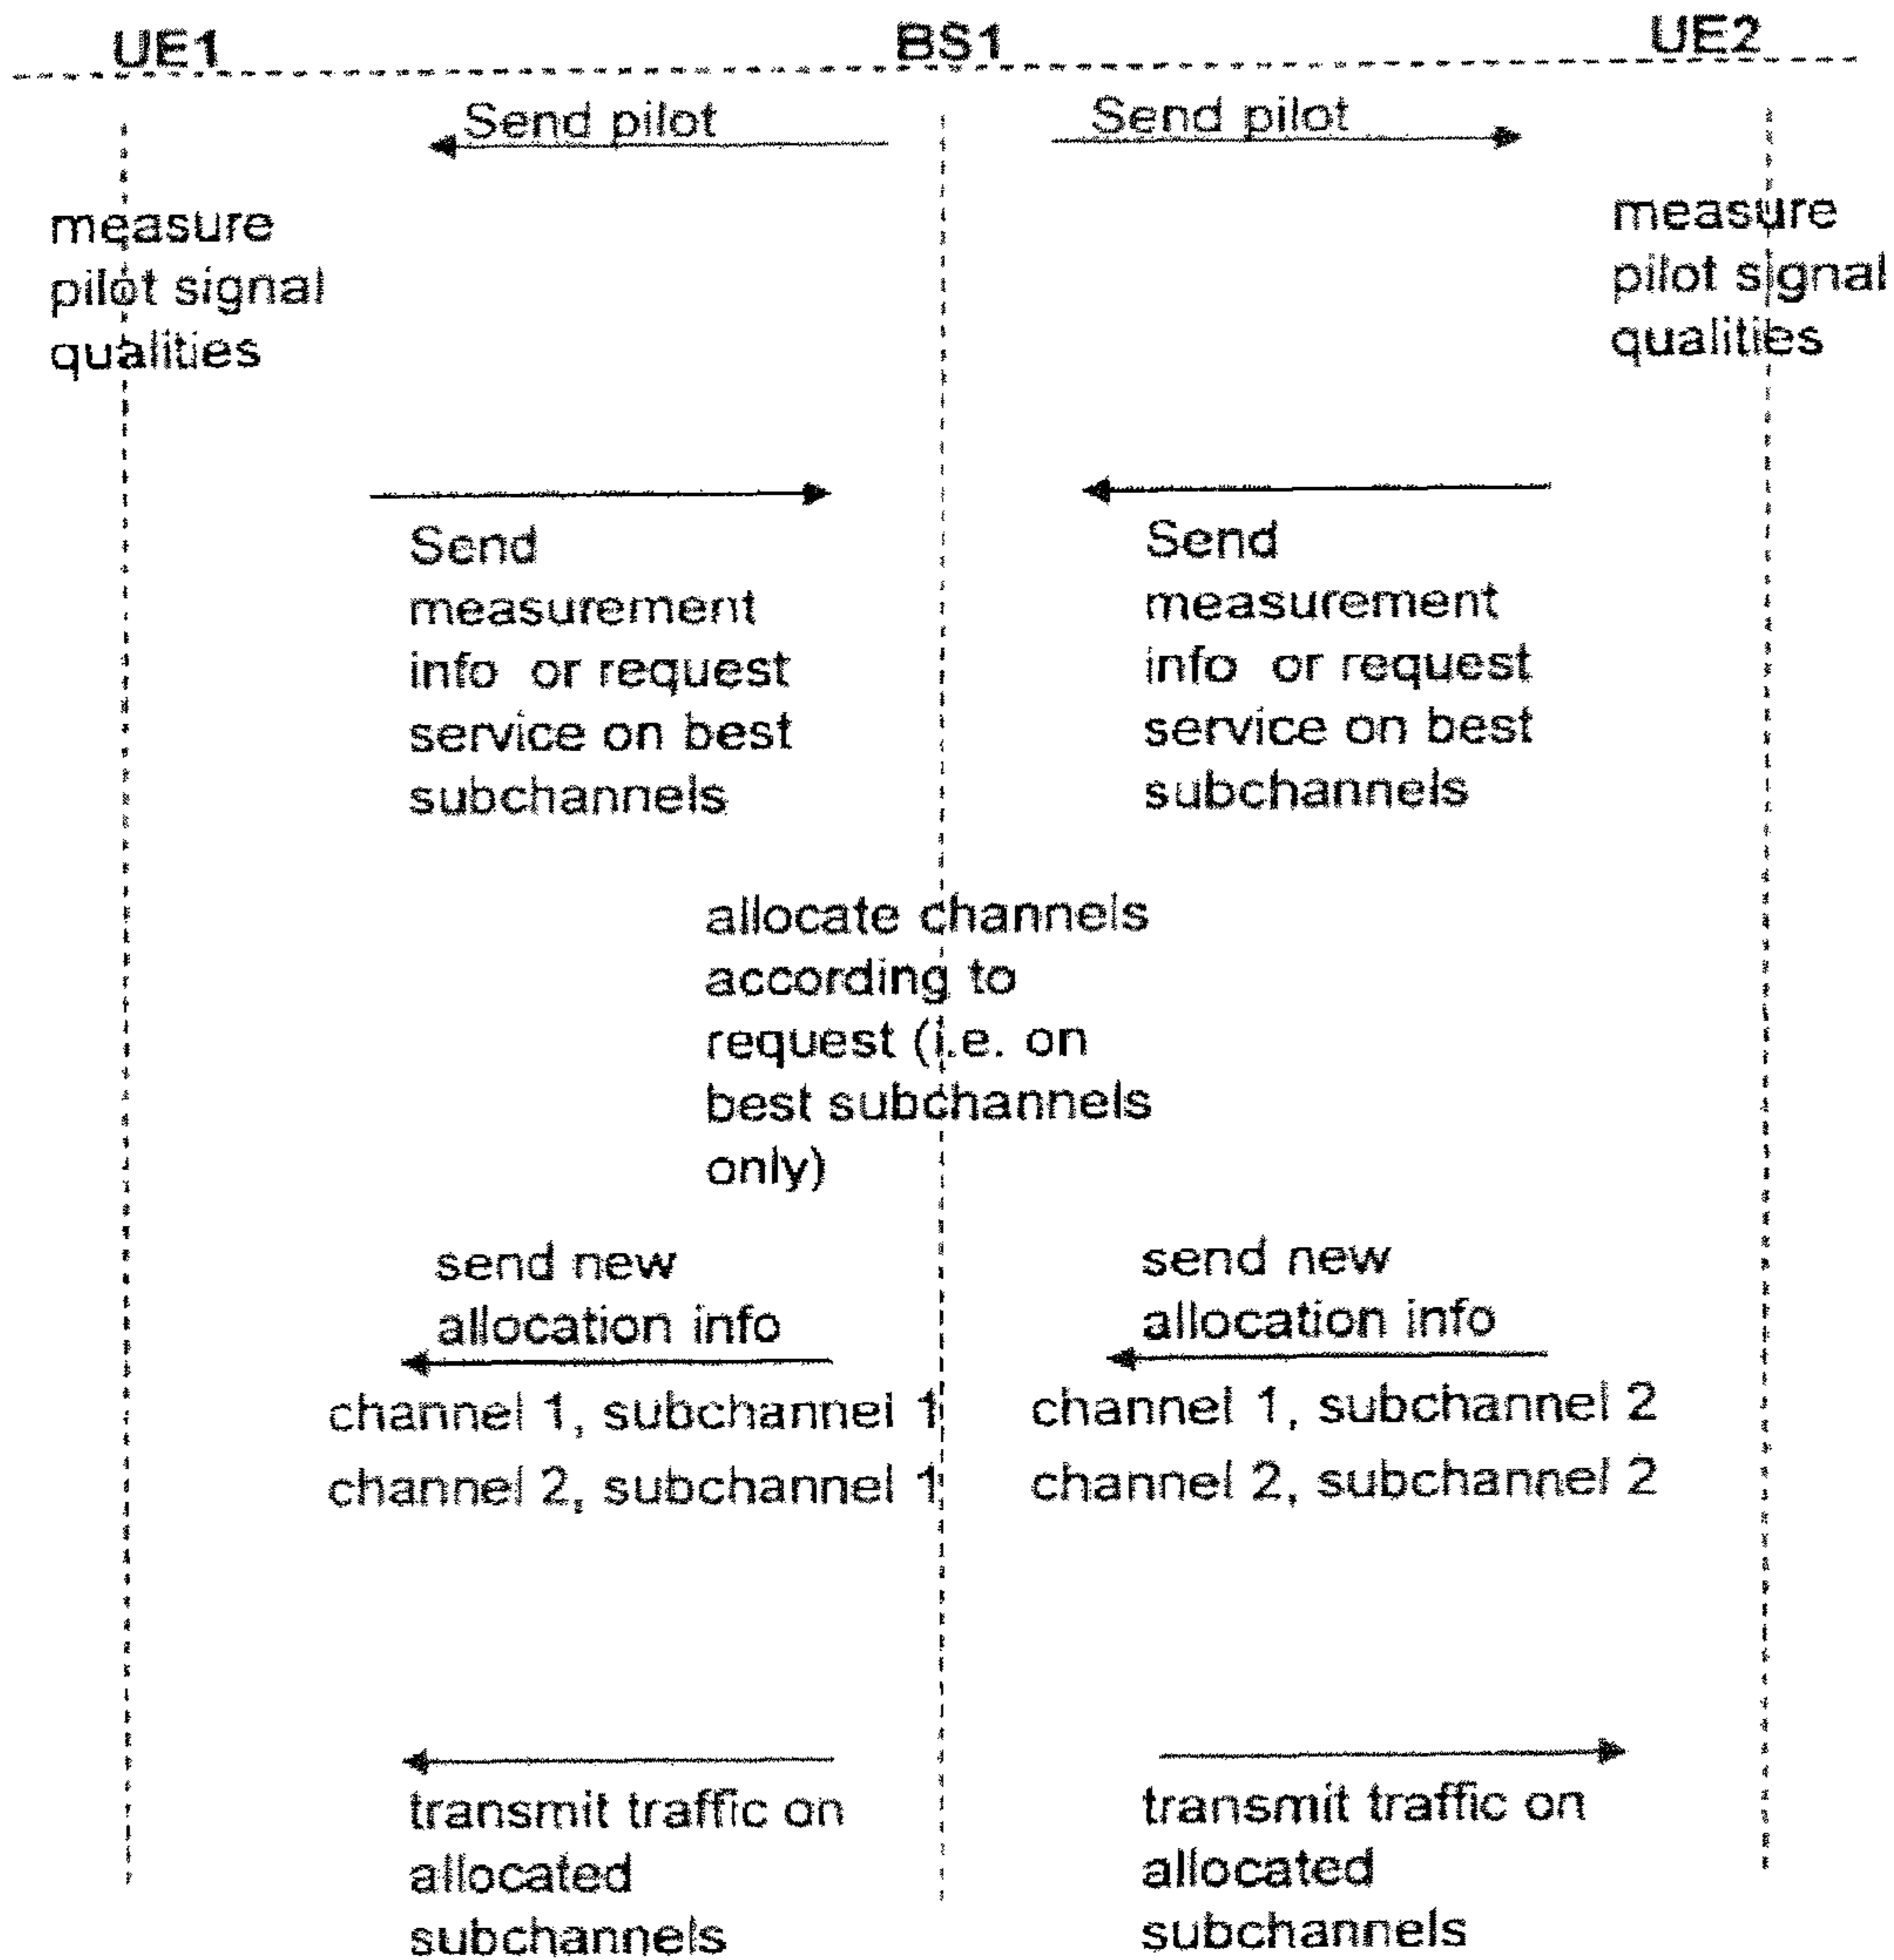 UE1 BS1 UE2
Send pilot
Send pilot
measure
pilot signal
qualities
measure
pilot signal
qualities
Send
measurement
info or request
service on best
subchannels
Send
measurement
info or request
service on best
subchannels
allocate channels
according to
request (i.e. on
best subchannels
only)
send new
allocation info
channel 1, subchannel 1
channel 2, subchannel 1
send new
allocation info
channel 1, subchannel 2
channel 2, subchannel 2
transmit traffic on
allocated
subchannels
transmit traffic on
allocated
subchannels